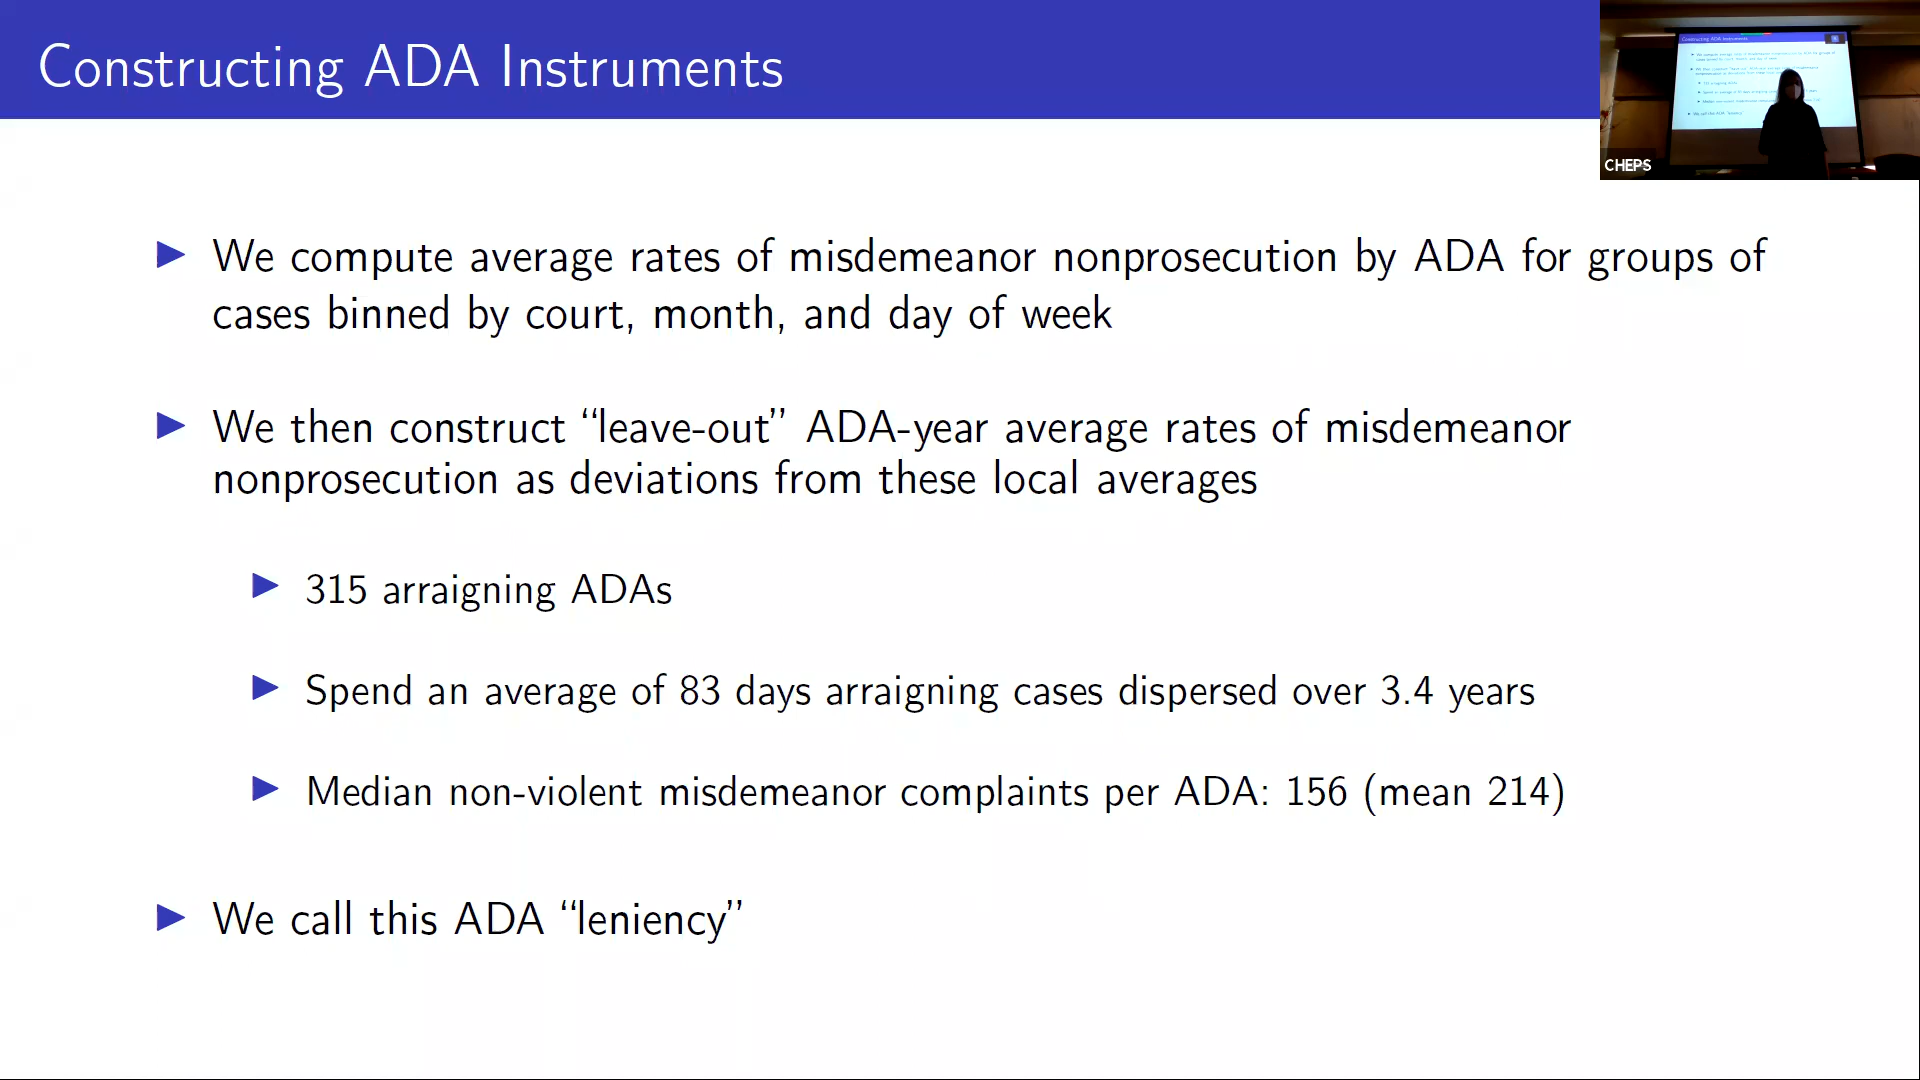 Constructing ADA Instruments
CHEPS
We compute average rates of misdemeanor nonprosecution by ADA for groups of
cases binned by court, month, and day of week
We then construct “leave-out” ADA-year average rates of misdemeanor
nonprosecution as deviations from these local averages
315 arraigning ADAs
Spend an average of 83 days arraigning cases dispersed over 3.4 years
Median non-violent misdemeanor complaints per ADA: 156 (mean 214)
We call this ADA “leniency”